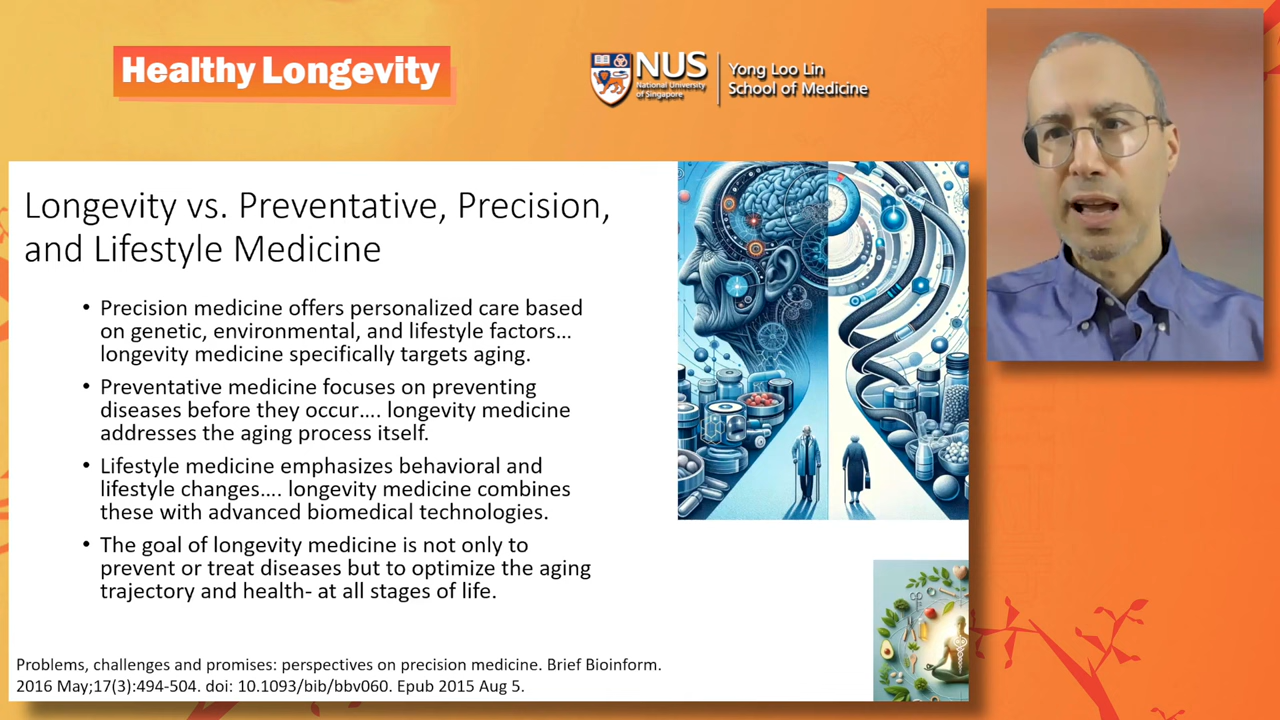 Healthy Longevity
NUS
National University
of Singapore
Yong Loo Lin
School of Medicine
Longevity vs. Preventative, Precision,
and Lifestyle Medicine
• Precision medicine offers personalized care based
on genetic, environmental, and lifestyle factors...
longevity medicine specifically targets aging.
• Preventative medicine focuses on preventing
diseases before they occur.... longevity medicine
addresses the aging process itself.
• Lifestyle medicine emphasizes behavioral and
lifestyle changes.... longevity medicine combines
these with advanced biomedical technologies.
• The goal of longevity medicine is not only to
prevent or treat diseases but to optimize the aging
trajectory and health- at all stages of life.
Problems, challenges and promises: perspectives on precision medicine. Brief Bioinform.
2016 May;17(3):494-504. doi: 10.1093/bib/bbv060. Epub 2015 Aug 5.